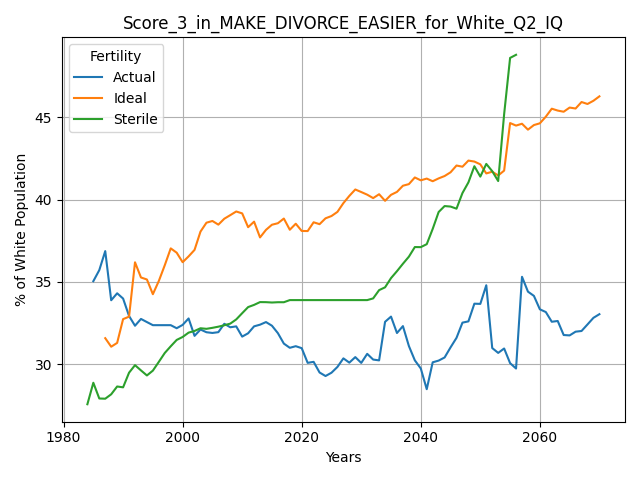 Score_3_in_MAKE_DIVORCE_EASIER_for_White_Q2_IQ
Fertility
Actual
Ideal
Sterile
% of White Population
45
40
35
30
1980
2000
2020
2040
2060
Years